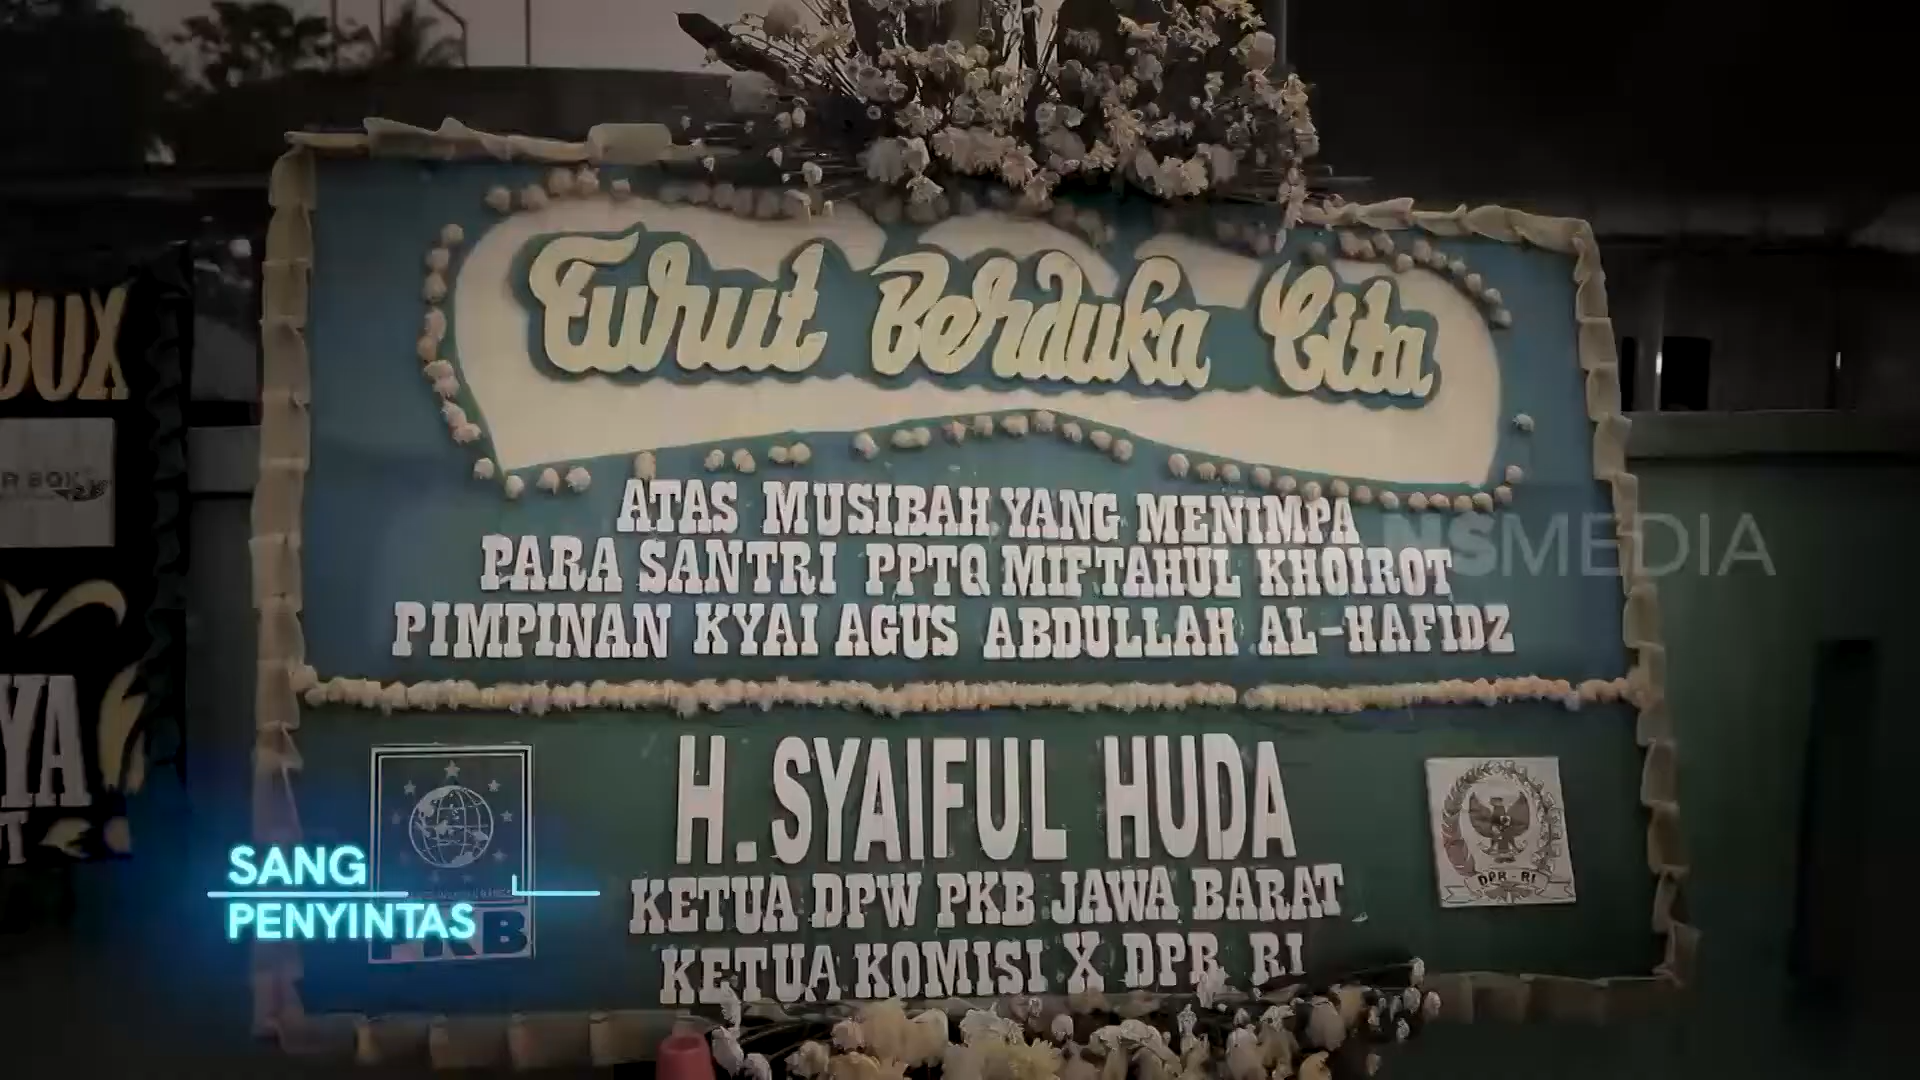 Turut Berduka Cita
ATAS MUSIBAH YANG MENIMPA
PARA SANTRI PPTQ MIFTAHUL KHOIROT
PIMPINAN KYAI AGUS ABDULLAH AL-HAFIDZ
H. SYAIFUL HUDA
KETUA DPW PKB JAWA BARAT
KETUA KOMISI X DPR RI
PKB
DPR - RI
NSMEDIA
SANG
PENYINTAS
BOX
R BOX
YA